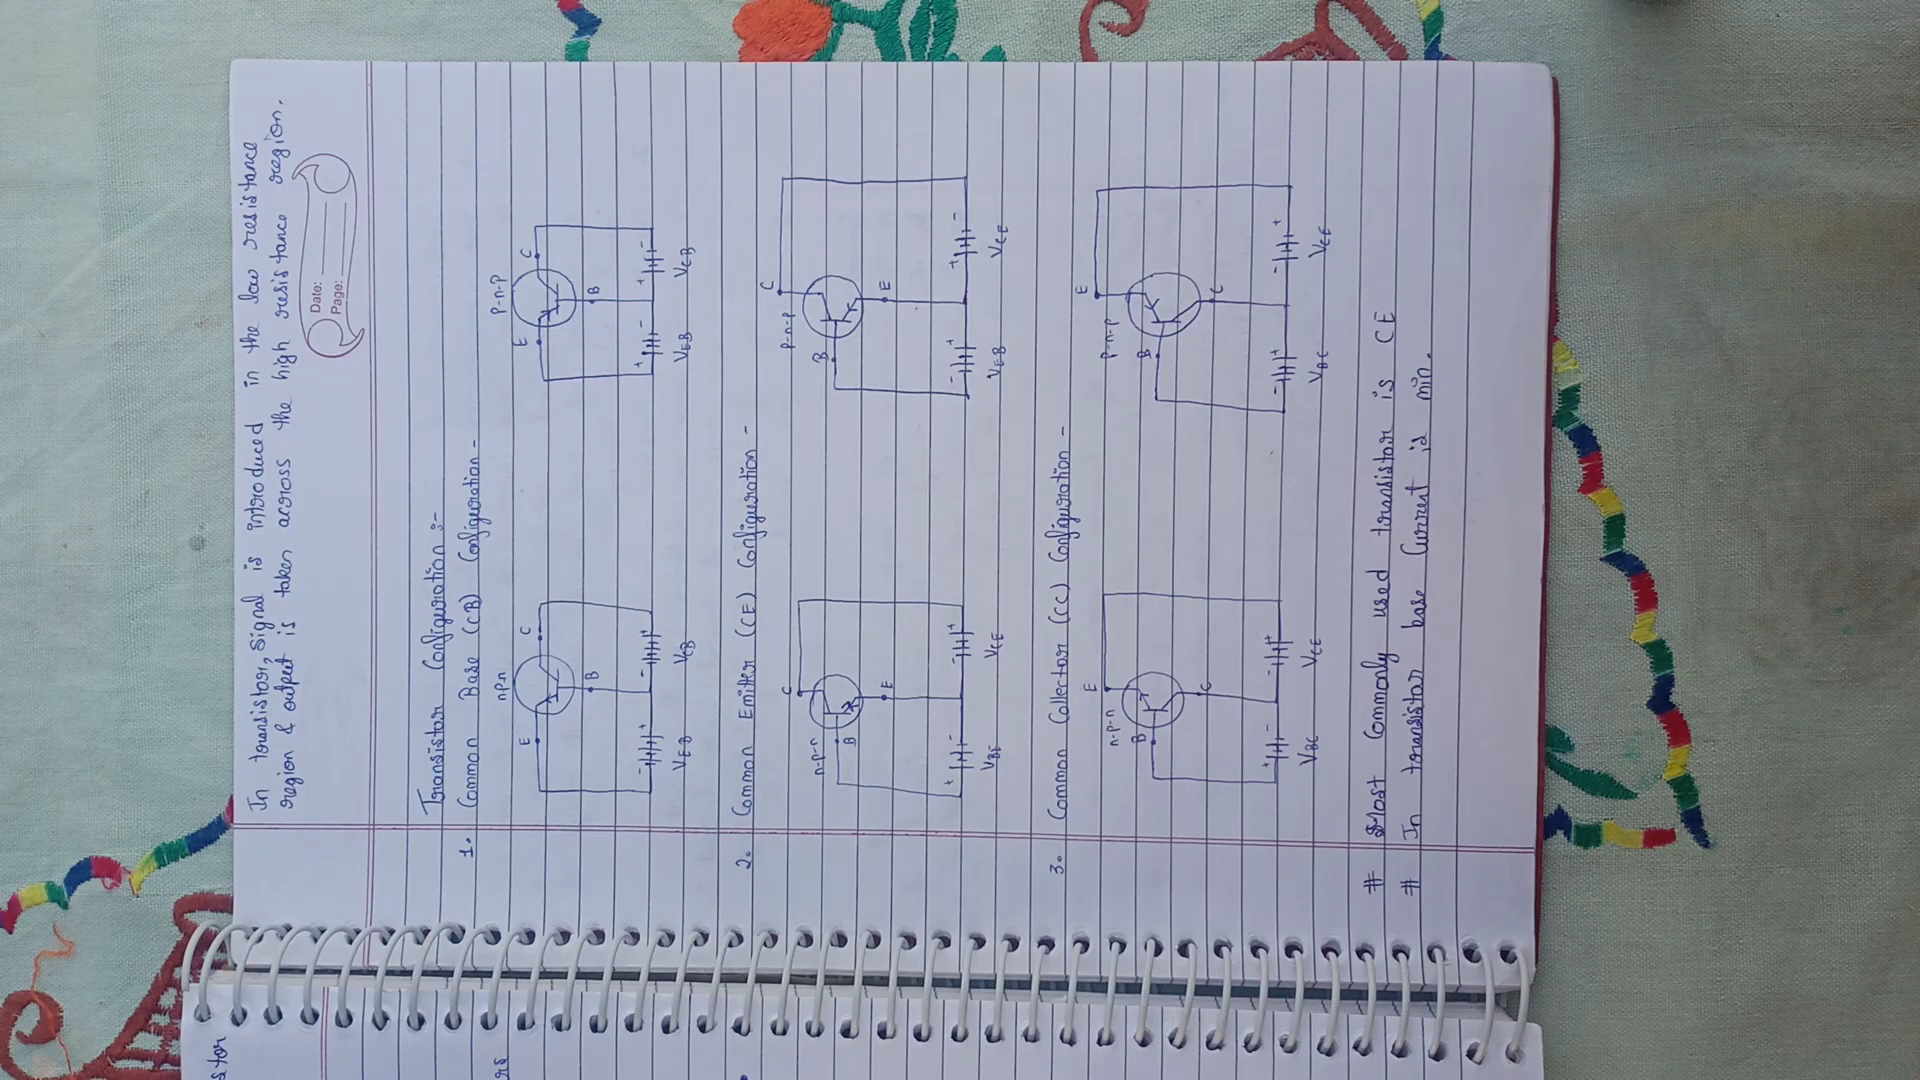 In transistor, signal is introduced in the low resistance
region & output is taken across the high resistance region.
Date:
Page:
Transistor Configuration :-
1. Common Base (CB) Configuration -
npn
p-n-p
E C E C
B B
- + - + + - + -
VEB VCB VEB VCB
2. Common Emitter (CE) Configuration -
C C
n-p-n p-n-p
B B
E E
+ - - + - + + -
VBE VCE VEB VCE
3. Common Collector (CC) Configuration -
E E
n-p-n p-n-p
B B
C C
+ - - + - + - +
VBC VCE VBC VCE
# Most Commonly used transistor is CE
# In transistor base Current is min.
stor
rs